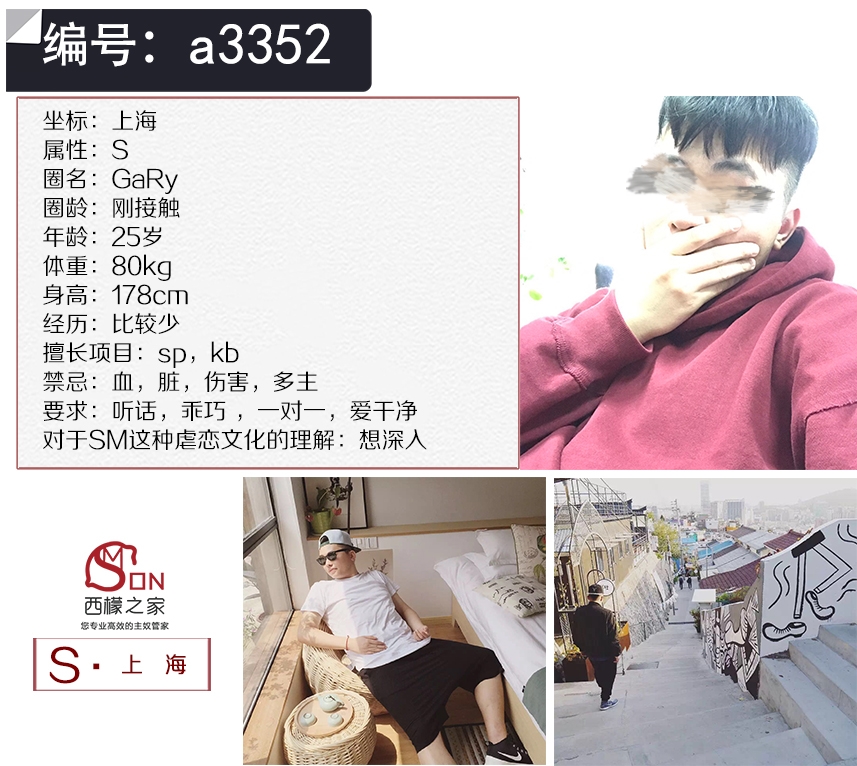 编号：a3352
坐标：上海
属性：S
圈名：GaRy
圈龄：刚接触
年龄：25岁
体重：80kg
身高：178cm
经历：比较少
擅长项目：sp，kb
禁忌：血，脏，伤害，多主
要求：听话，乖巧 ，一对一，爱干净
对于SM这种虐恋文化的理解：想深入
SMON
西檬之家
您专业高效的主奴管家
S·上海